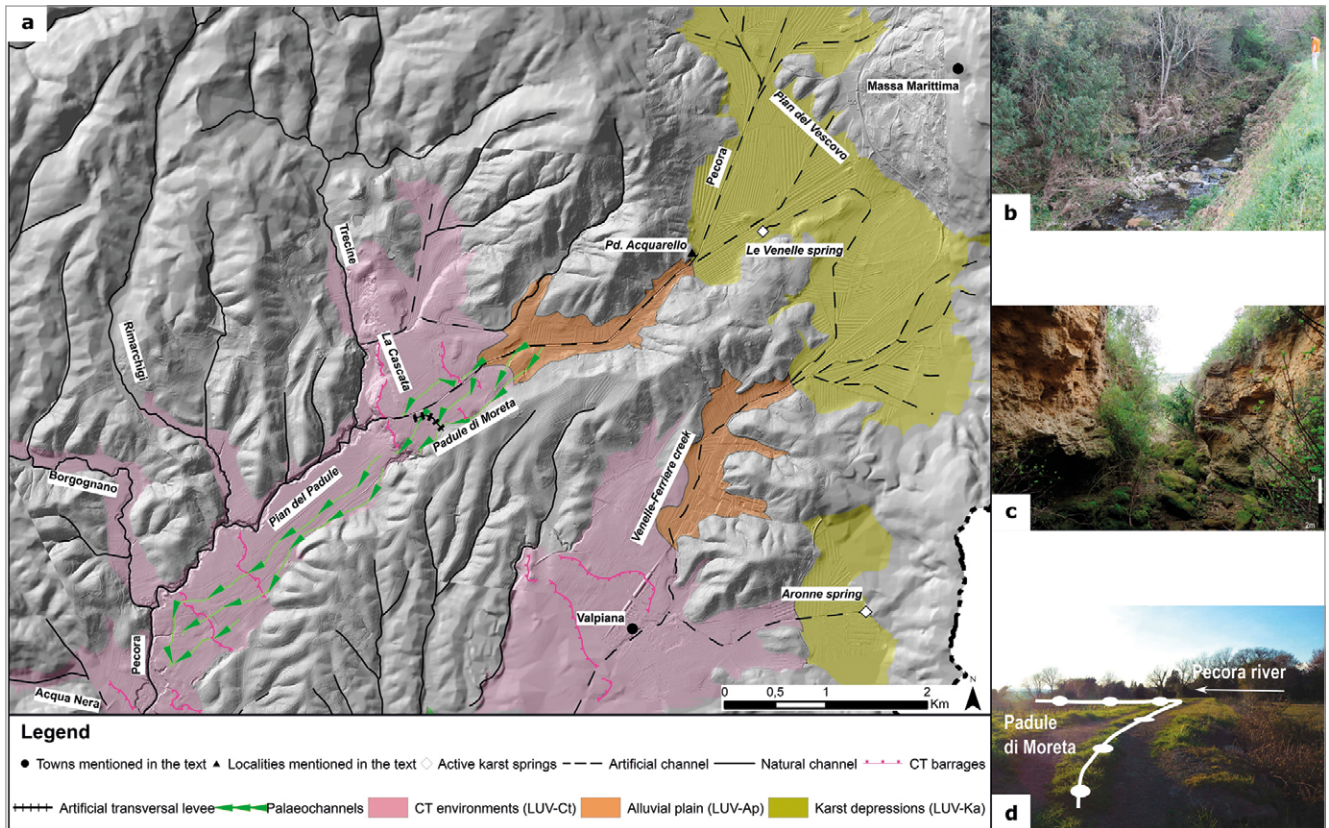 a
Massa Marittima
Pian del Vescovo
Pecora
Pd. Acquarello
Le Venelle spring
Trecine
Rimarchigi
La Cascata
Padule di Moreta
Borgognano
Pian del Padule
Venelle-Ferriere creek
Aronne spring
Valpiana
Pecora
Acqua Nera
0 0,5 1 2
Km
N
Legend
Towns mentioned in the text Localities mentioned in the text Active karst springs Artificial channel Natural channel CT barrages
Artificial transversal levee Palaeochannels CT environments (LUV-Ct) Alluvial plain (LUV-Ap) Karst depressions (LUV-Ka)
b
c
0
2m
Pecora river
Padule
di Moreta
d